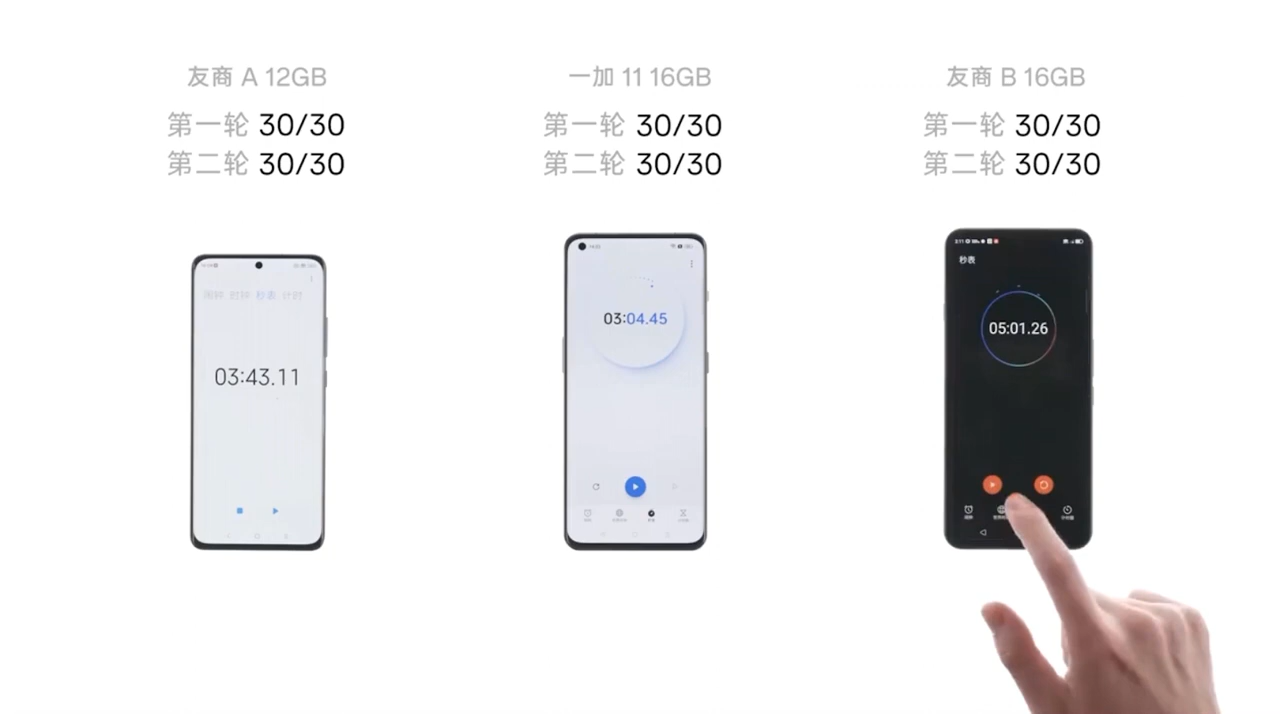 友商 A 12GB
第一轮 30/30
第二轮 30/30
一加 11 16GB
第一轮 30/30
第二轮 30/30
友商 B 16GB
第一轮 30/30
第二轮 30/30
闹钟 时钟 秒表 计时
03:43.11
03:04.45
3:11
秒表
05:01.26